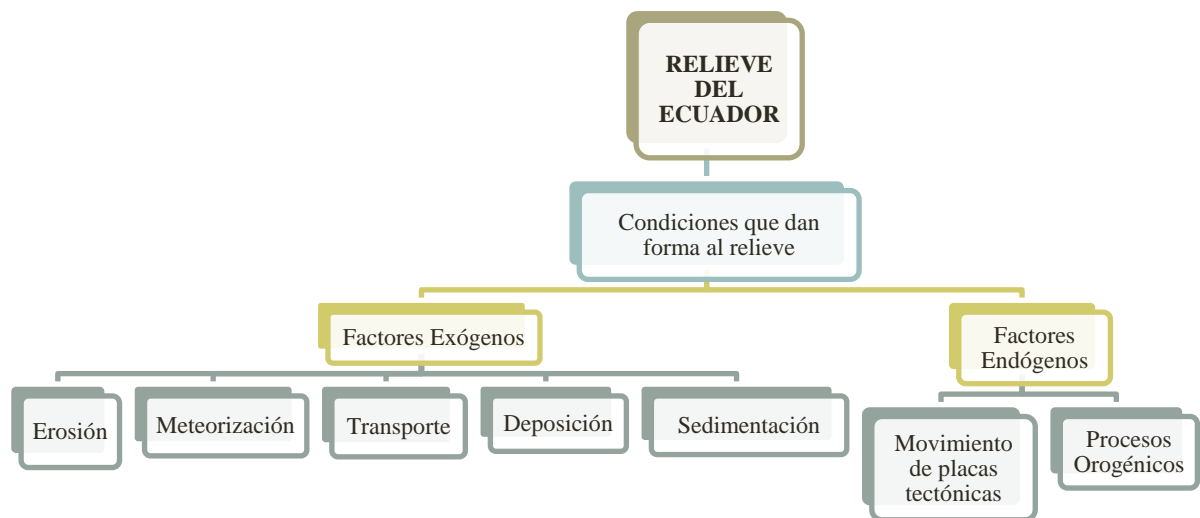 RELIEVE
DEL
ECUADOR
Condiciones que dan
forma al relieve
Factores Exógenos
Factores
Endógenos
Erosión
Meteorización
Transporte
Deposición
Sedimentación
Movimiento
de placas
tectónicas
Procesos
Orogénicos